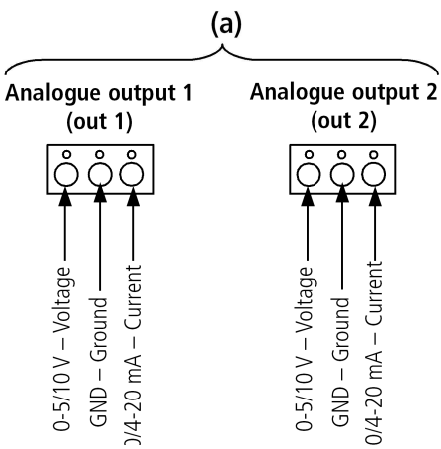 (a)
Analogue output 1
(out 1)
Analogue output 2
(out 2)
0-5/10 V – Voltage
GND – Ground
0/4-20 mA – Current
0-5/10 V – Voltage
GND – Ground
0/4-20 mA – Current